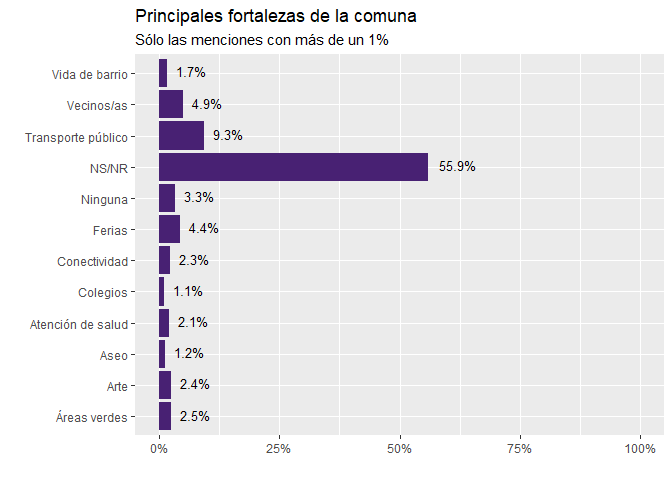 Principales fortalezas de la comuna
Sólo las menciones con más de un 1%
Vida de barrio 1.7%
Vecinos/as 4.9%
Transporte público 9.3%
NS/NR 55.9%
Ninguna 3.3%
Ferias 4.4%
Conectividad 2.3%
Colegios 1.1%
Atención de salud 2.1%
Aseo 1.2%
Arte 2.4%
Áreas verdes 2.5%
0% 25% 50% 75% 100%